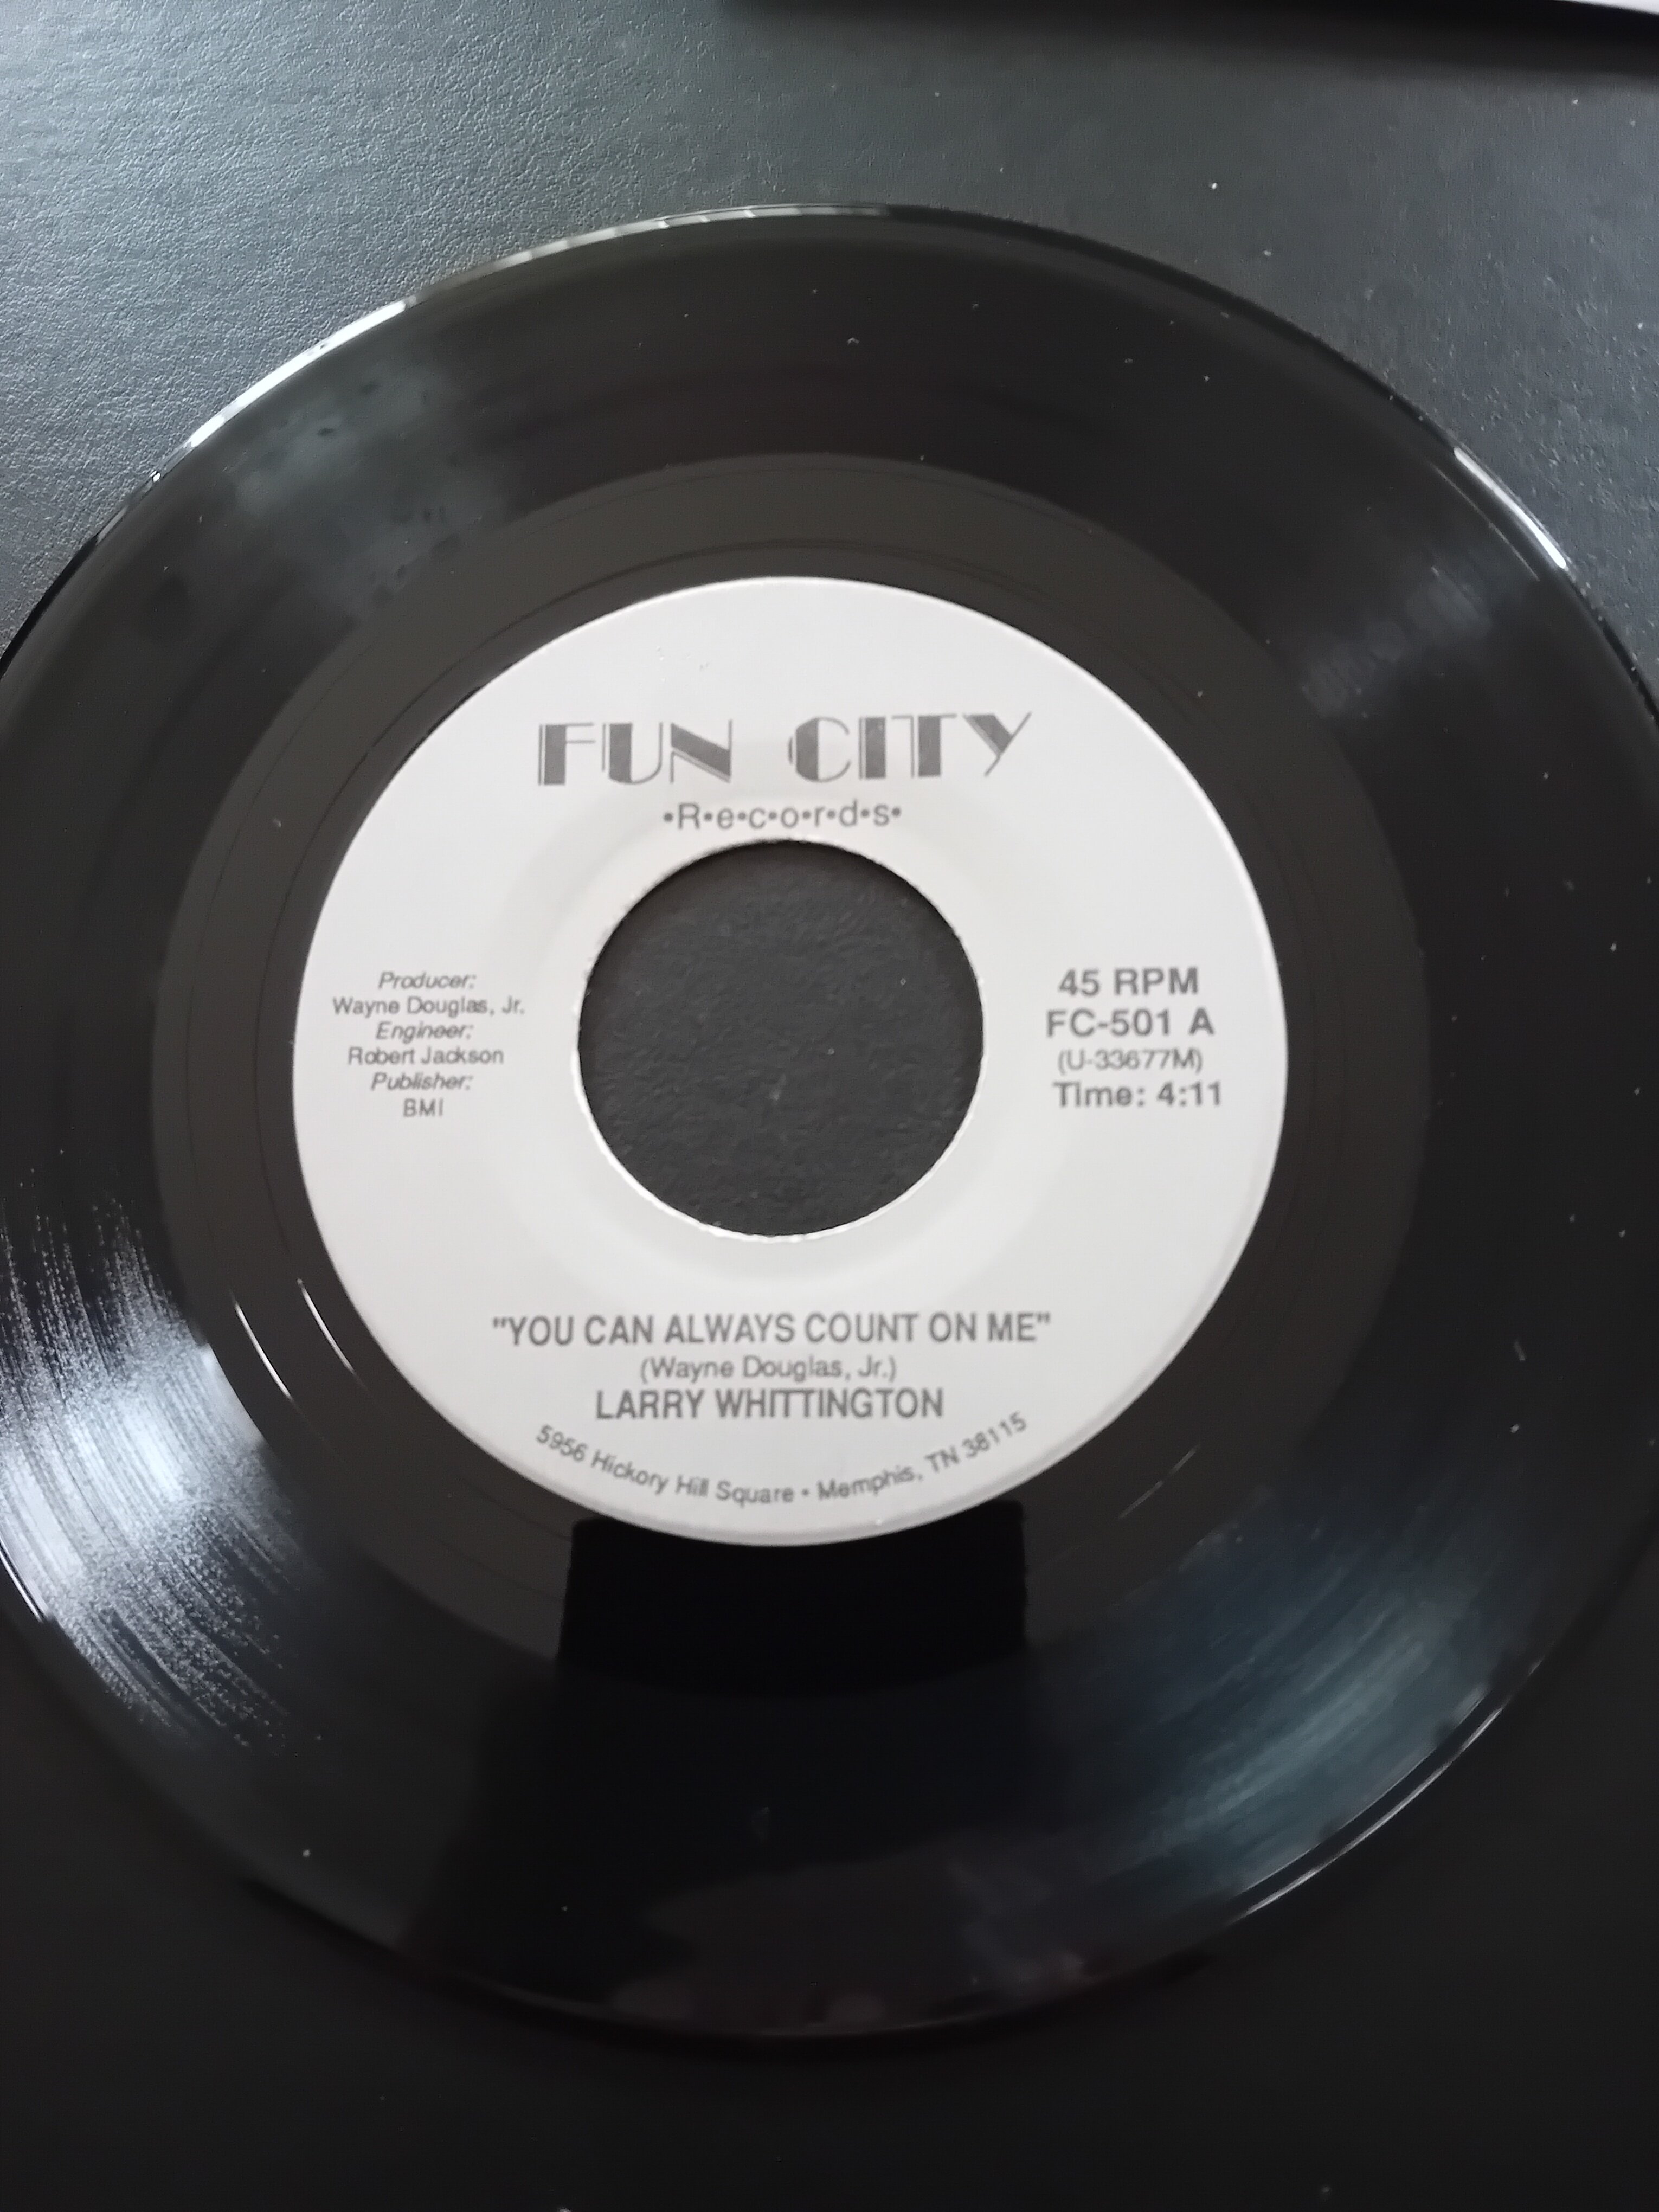 FUN CITY
•R•e•c•o•r•d•s•
Producer:
Wayne Douglas, Jr.
Engineer:
Robert Jackson
Publisher:
BMI
45 RPM
FC-501 A
(U-33677M)
Time: 4:11
"YOU CAN ALWAYS COUNT ON ME"
(Wayne Douglas, Jr.)
LARRY WHITTINGTON
5956 Hickory Hill Square • Memphis, TN 38115